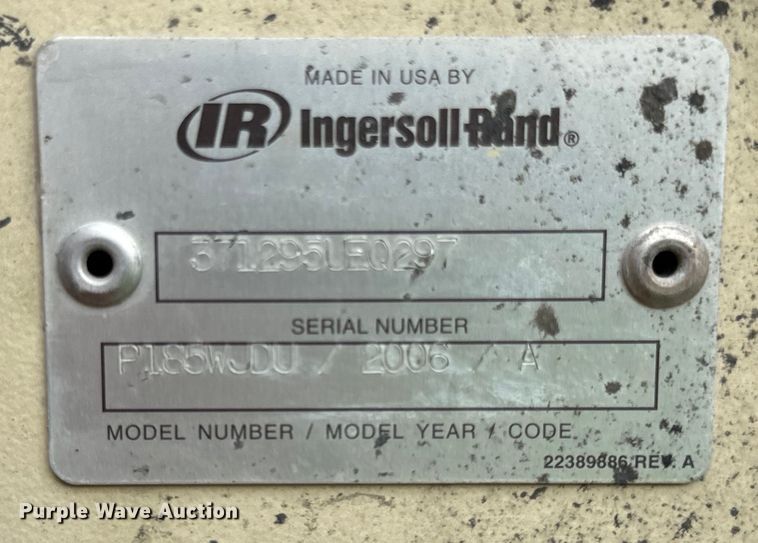 MADE IN USA BY
IR Ingersoll-Rand®
371295UEQ297
SERIAL NUMBER
P185WJDU / 2006 / A
MODEL NUMBER / MODEL YEAR / CODE
22389886 REV. A
Purple Wave Auction